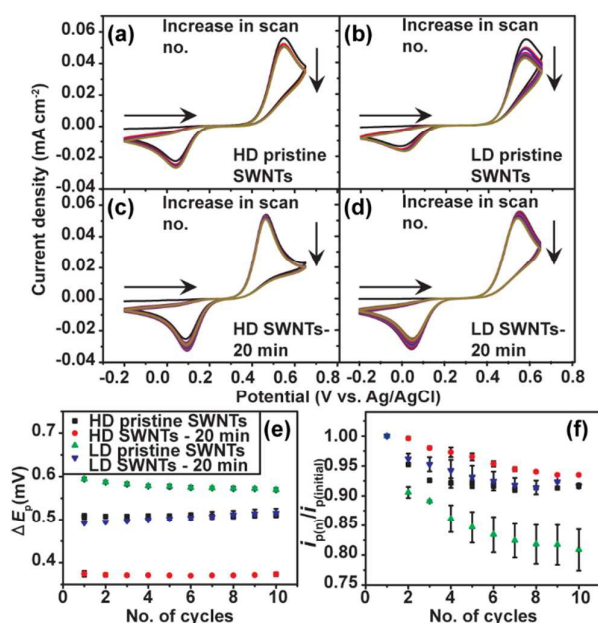 (a) Increase in scan no.
HD pristine SWNTs
(b) Increase in scan no.
LD pristine SWNTs
0.06
0.04
0.02
0.00
-0.02
-0.04
(c) Increase in scan no.
HD SWNTs-
20 min
(d) Increase in scan no.
LD SWNTs-
20 min
0.06
0.04
0.02
0.00
-0.02
-0.04
Current density (mA cm-2)
-0.2 0.0 0.2 0.4 0.6 0.8
-0.2 0.0 0.2 0.4 0.6 0.8
Potential (V vs. Ag/AgCl)
HD pristine SWNTs
HD SWNTs - 20 min
LD pristine SWNTs
LD SWNTs - 20 min
(e)
0.7
0.6
0.5
0.4
Δ Ep(mV)
0 2 4 6 8 10
No. of cycles
(f)
1.00
0.95
0.90
0.85
0.80
0.75
ip(n)/ip(initial)
0 2 4 6 8 10
No. of cycles